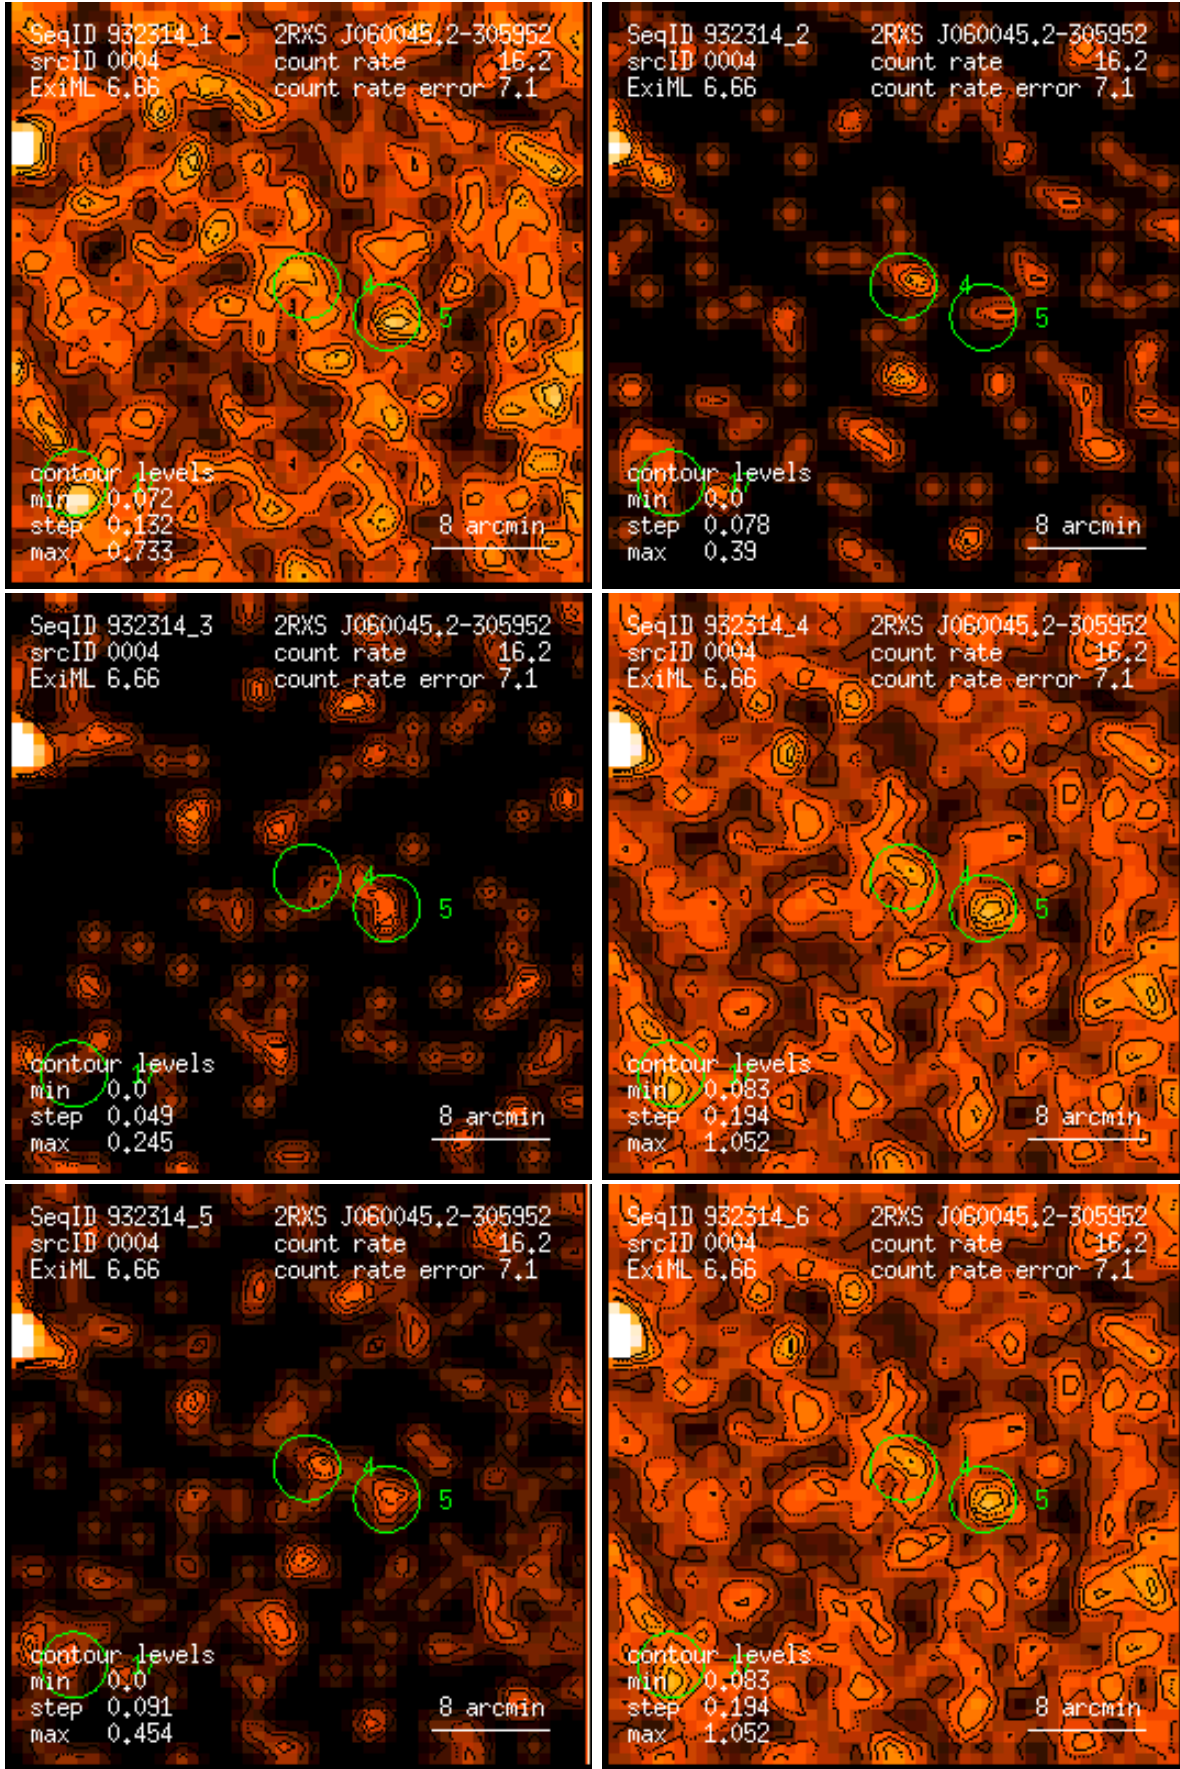 SeqID 932314_1 2RXS J060045.2-305952
srcID 0004 count rate 16.2
ExiML 6.66 count rate error 7.1
4
5
contour levels
min 0.072
step 0.132 8 arcmin
max 0.733
SeqID 932314_2 2RXS J060045.2-305952
srcID 0004 count rate 16.2
ExiML 6.66 count rate error 7.1
4
5
contour levels
min 0.0
step 0.078 8 arcmin
max 0.39
SeqID 932314_3 2RXS J060045.2-305952
srcID 0004 count rate 16.2
ExiML 6.66 count rate error 7.1
4
5
contour levels
min 0.0
step 0.049 8 arcmin
max 0.245
SeqID 932314_4 2RXS J060045.2-305952
srcID 0004 count rate 16.2
ExiML 6.66 count rate error 7.1
4
5
contour levels
min 0.083
step 0.194 8 arcmin
max 1.052
SeqID 932314_5 2RXS J060045.2-305952
srcID 0004 count rate 16.2
ExiML 6.66 count rate error 7.1
4
5
contour levels
min 0.0
step 0.091 8 arcmin
max 0.454
SeqID 932314_6 2RXS J060045.2-305952
srcID 0004 count rate 16.2
ExiML 6.66 count rate error 7.1
4
5
contour levels
min 0.083
step 0.194 8 arcmin
max 1.052